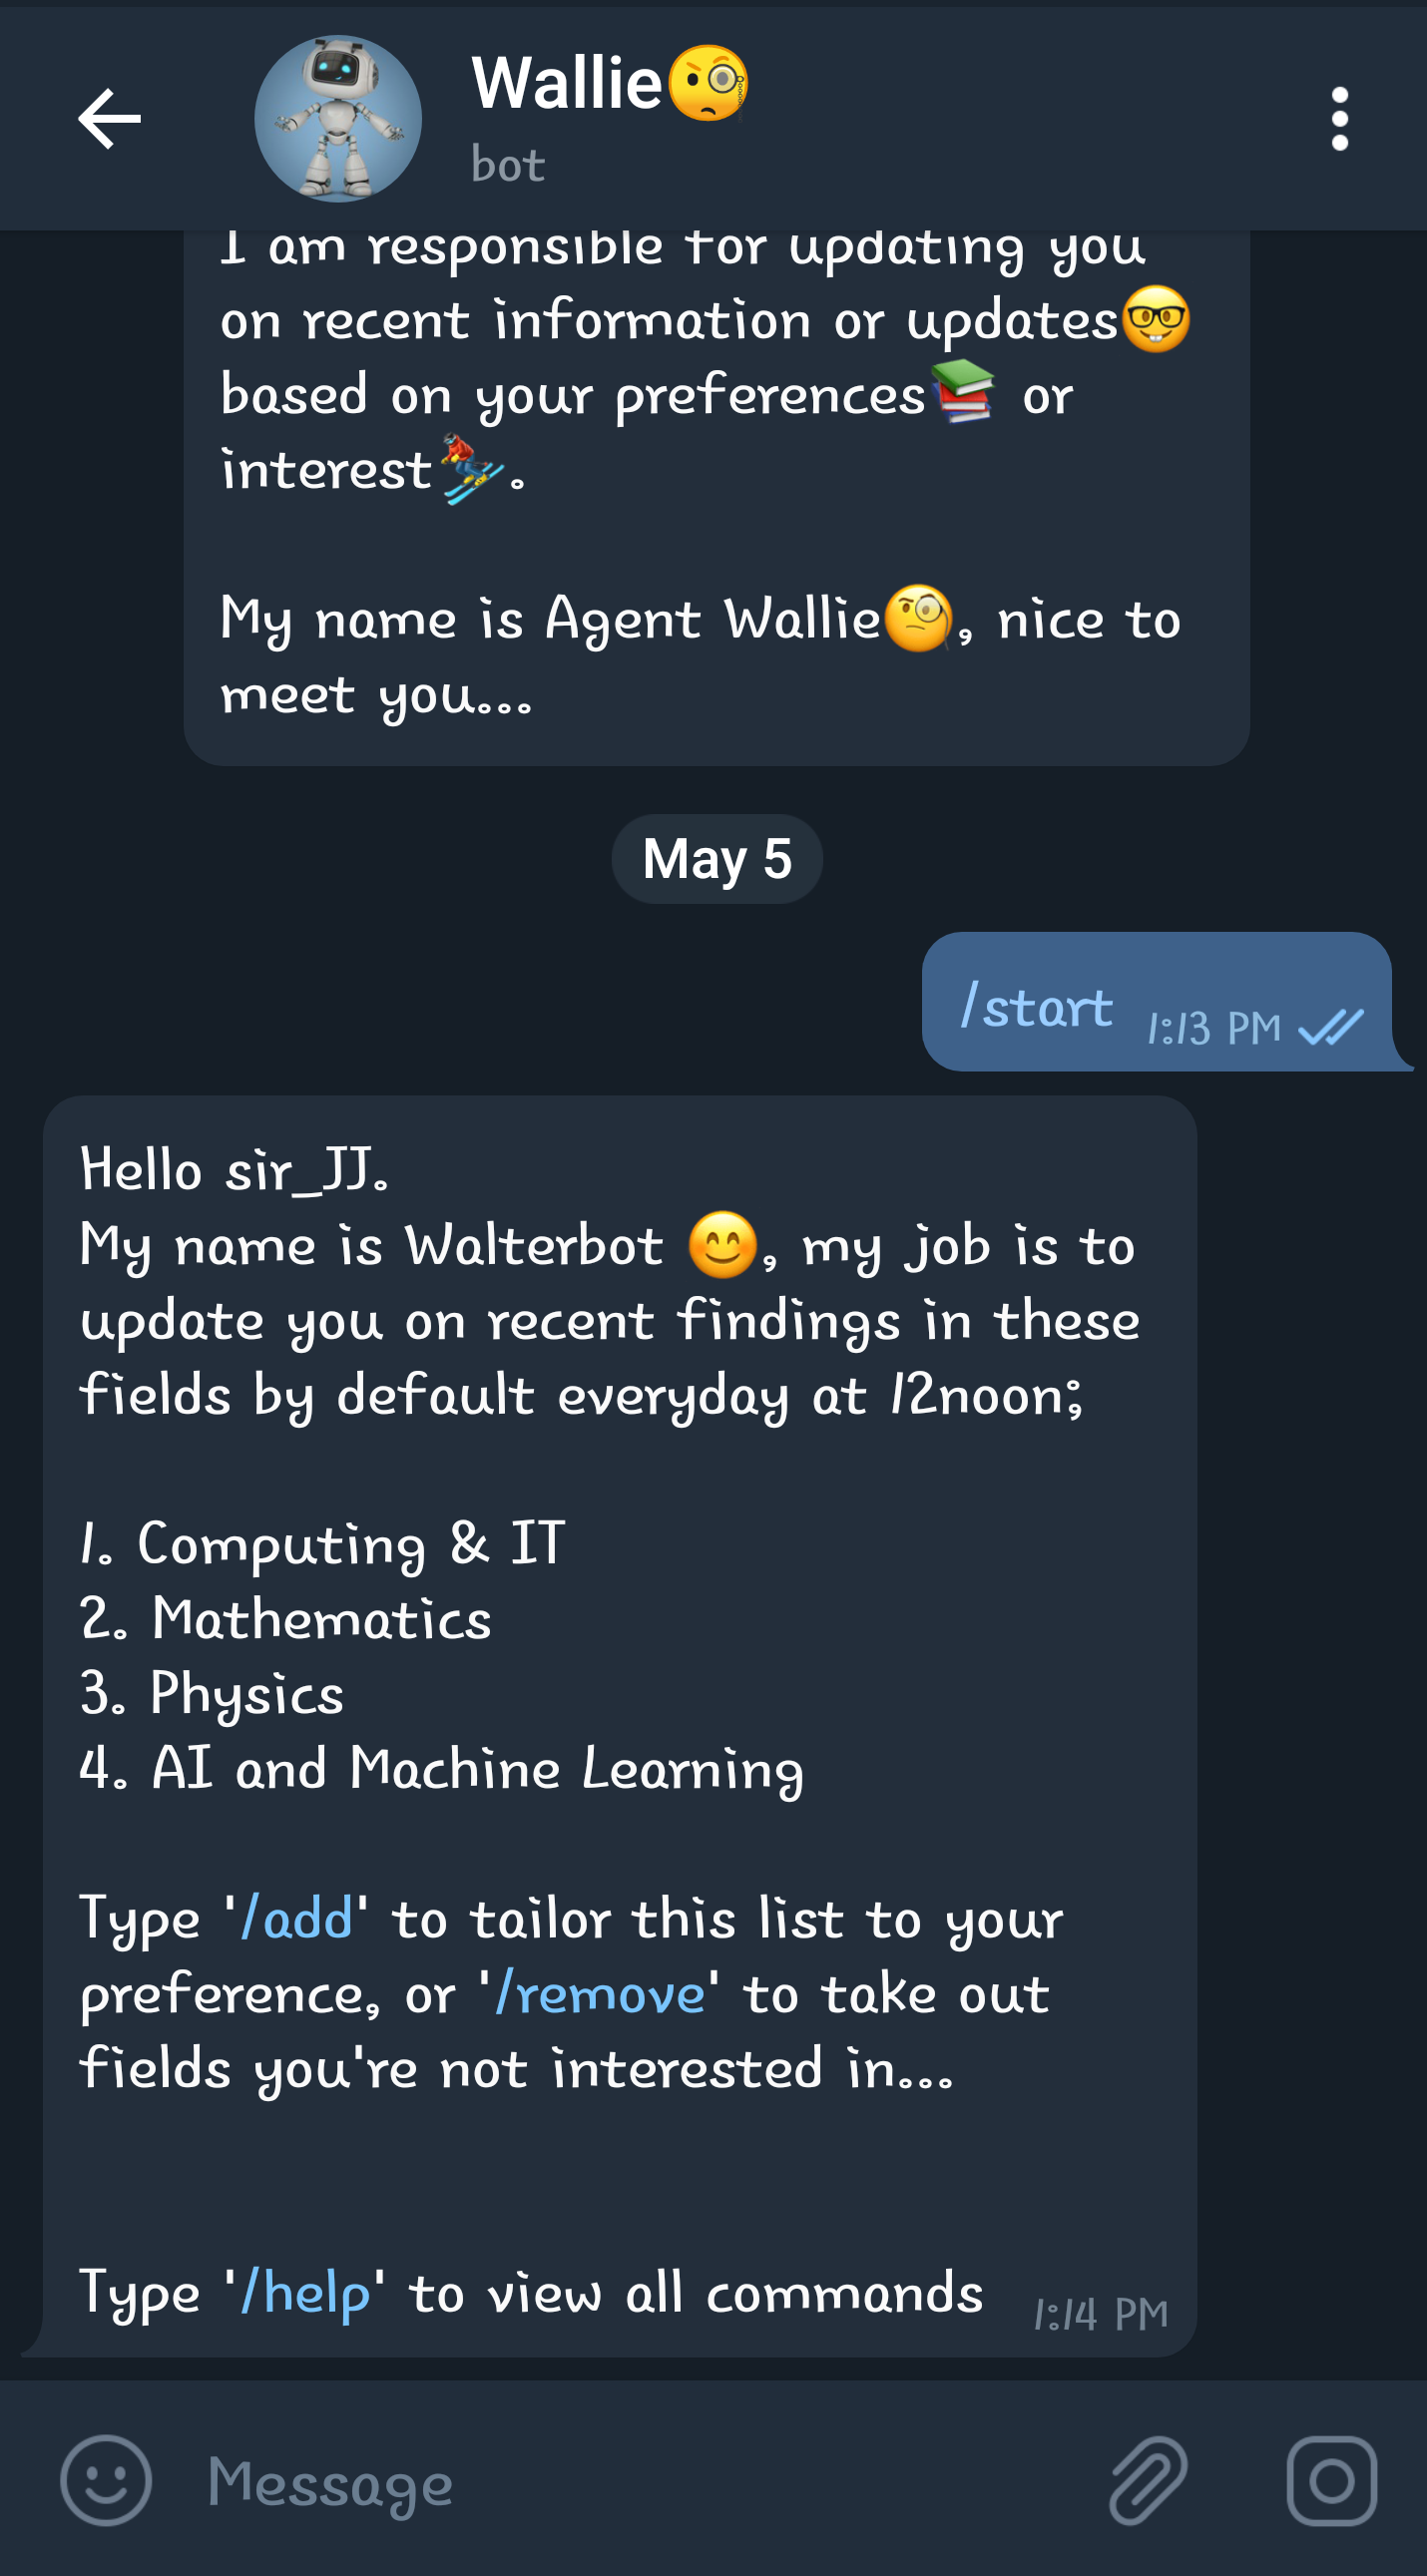 Wallie🧐
bot
I am responsible for updating you
on recent information or updates🤓
based on your preferences📚 or
interest⛷.
My name is Agent Wallie🧐, nice to
meet you...
May 5
/start 1:13 PM
Hello sir_JJ.
My name is Walterbot 😊, my job is to
update you on recent findings in these
fields by default everyday at 12noon;
1. Computing & IT
2. Mathematics
3. Physics
4. AI and Machine Learning
Type '/add' to tailor this list to your
preference, or '/remove' to take out
fields you're not interested in...
Type '/help' to view all commands 1:14 PM
Message